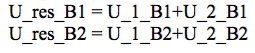 U_res_B1 = U_1_B1+U_2_B1
U_res_B2 = U_1_B2+U_2_B2